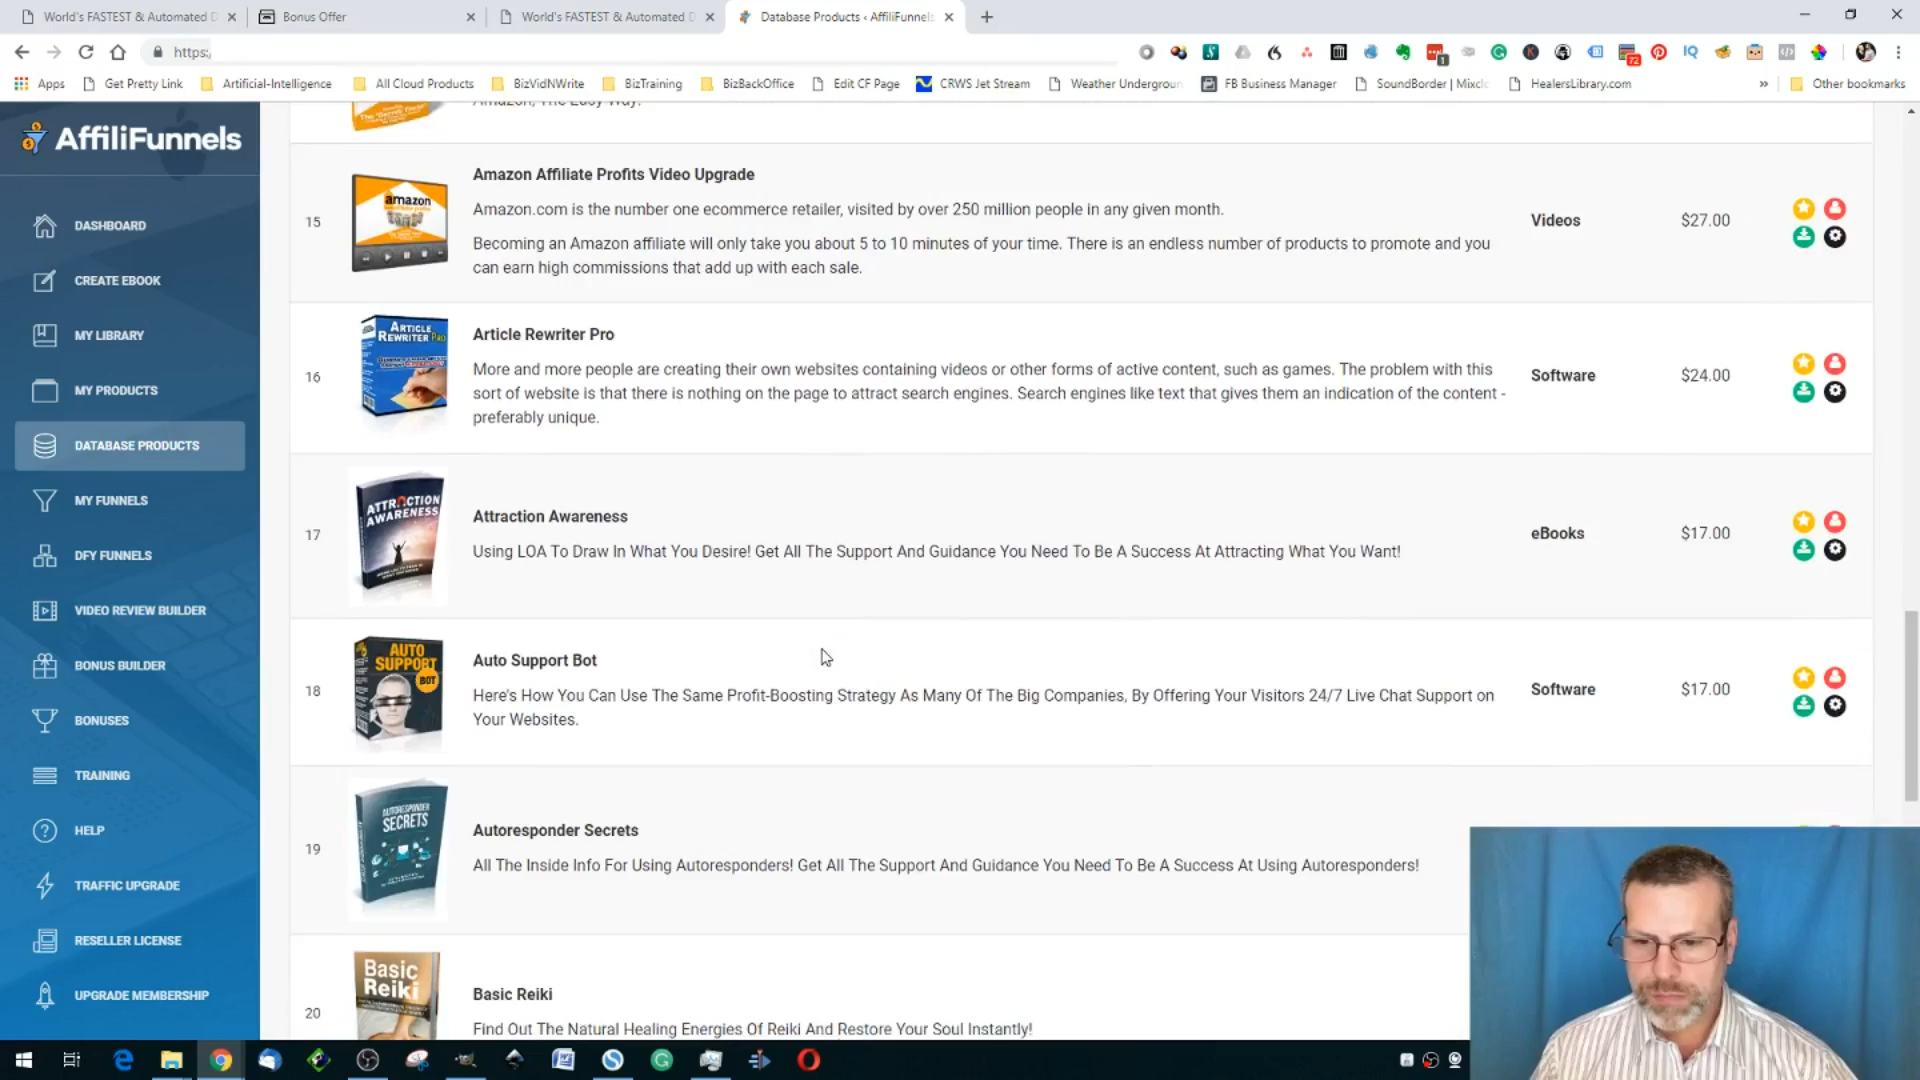 World's FASTEST & Automated D
Bonus Offer
World's FASTEST & Automated D
Database Products ‹ AffiliFunnels
https:/
1
72
Apps
Get Pretty Link
Artificial-Intelligence
All Cloud Products
BizVidNWrite
BizTraining
BizBackOffice
Edit CF Page
CRWS Jet Stream
Weather Undergroun
FB Business Manager
SoundBorder | Mixclo
HealersLibrary.com
»
Other bookmarks
AffiliFunnels
DASHBOARD
CREATE EBOOK
MY LIBRARY
MY PRODUCTS
DATABASE PRODUCTS
MY FUNNELS
DFY FUNNELS
VIDEO REVIEW BUILDER
BONUS BUILDER
BONUSES
TRAINING
HELP
TRAFFIC UPGRADE
RESELLER LICENSE
UPGRADE MEMBERSHIP
Amazon, The Easy Way!
15
amazon
Amazon Affiliate Profits Video Upgrade
Amazon.com is the number one ecommerce retailer, visited by over 250 million people in any given month.
Becoming an Amazon affiliate will only take you about 5 to 10 minutes of your time. There is an endless number of products to promote and you
can earn high commissions that add up with each sale.
Videos
$27.00
16
ARTICLE
REWRITER PRO
Article Rewriter Pro
More and more people are creating their own websites containing videos or other forms of active content, such as games. The problem with this
sort of website is that there is nothing on the page to attract search engines. Search engines like text that gives them an indication of the content -
preferably unique.
Software
$24.00
17
ATTRACTION
AWARENESS
Attraction Awareness
Using LOA To Draw In What You Desire! Get All The Support And Guidance You Need To Be A Success At Attracting What You Want!
eBooks
$17.00
18
AUTO
SUPPORT
BOT
Auto Support Bot
Here's How You Can Use The Same Profit-Boosting Strategy As Many Of The Big Companies, By Offering Your Visitors 24/7 Live Chat Support on
Your Websites.
Software
$17.00
19
AUTORESPONDER
SECRETS
Autoresponder Secrets
All The Inside Info For Using Autoresponders! Get All The Support And Guidance You Need To Be A Success At Using Autoresponders!
20
Basic
Reiki
Basic Reiki
Find Out The Natural Healing Energies Of Reiki And Restore Your Soul Instantly!